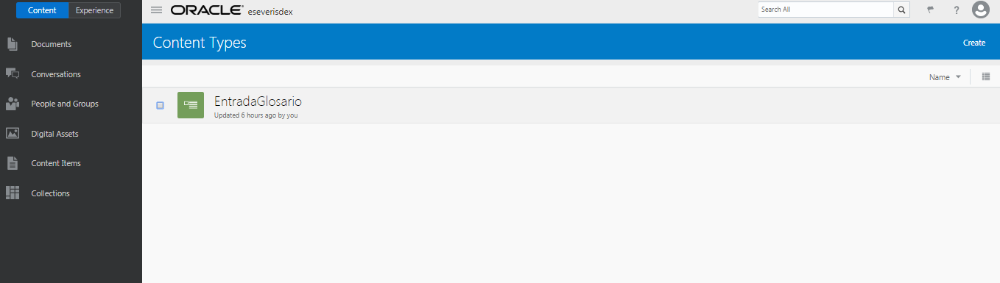 Content Experience
ORACLE eseverisdex
Search All
?
Documents
Conversations
People and Groups
Digital Assets
Content Items
Collections
Content Types
Create
Name
EntradaGlosario
Updated 6 hours ago by you